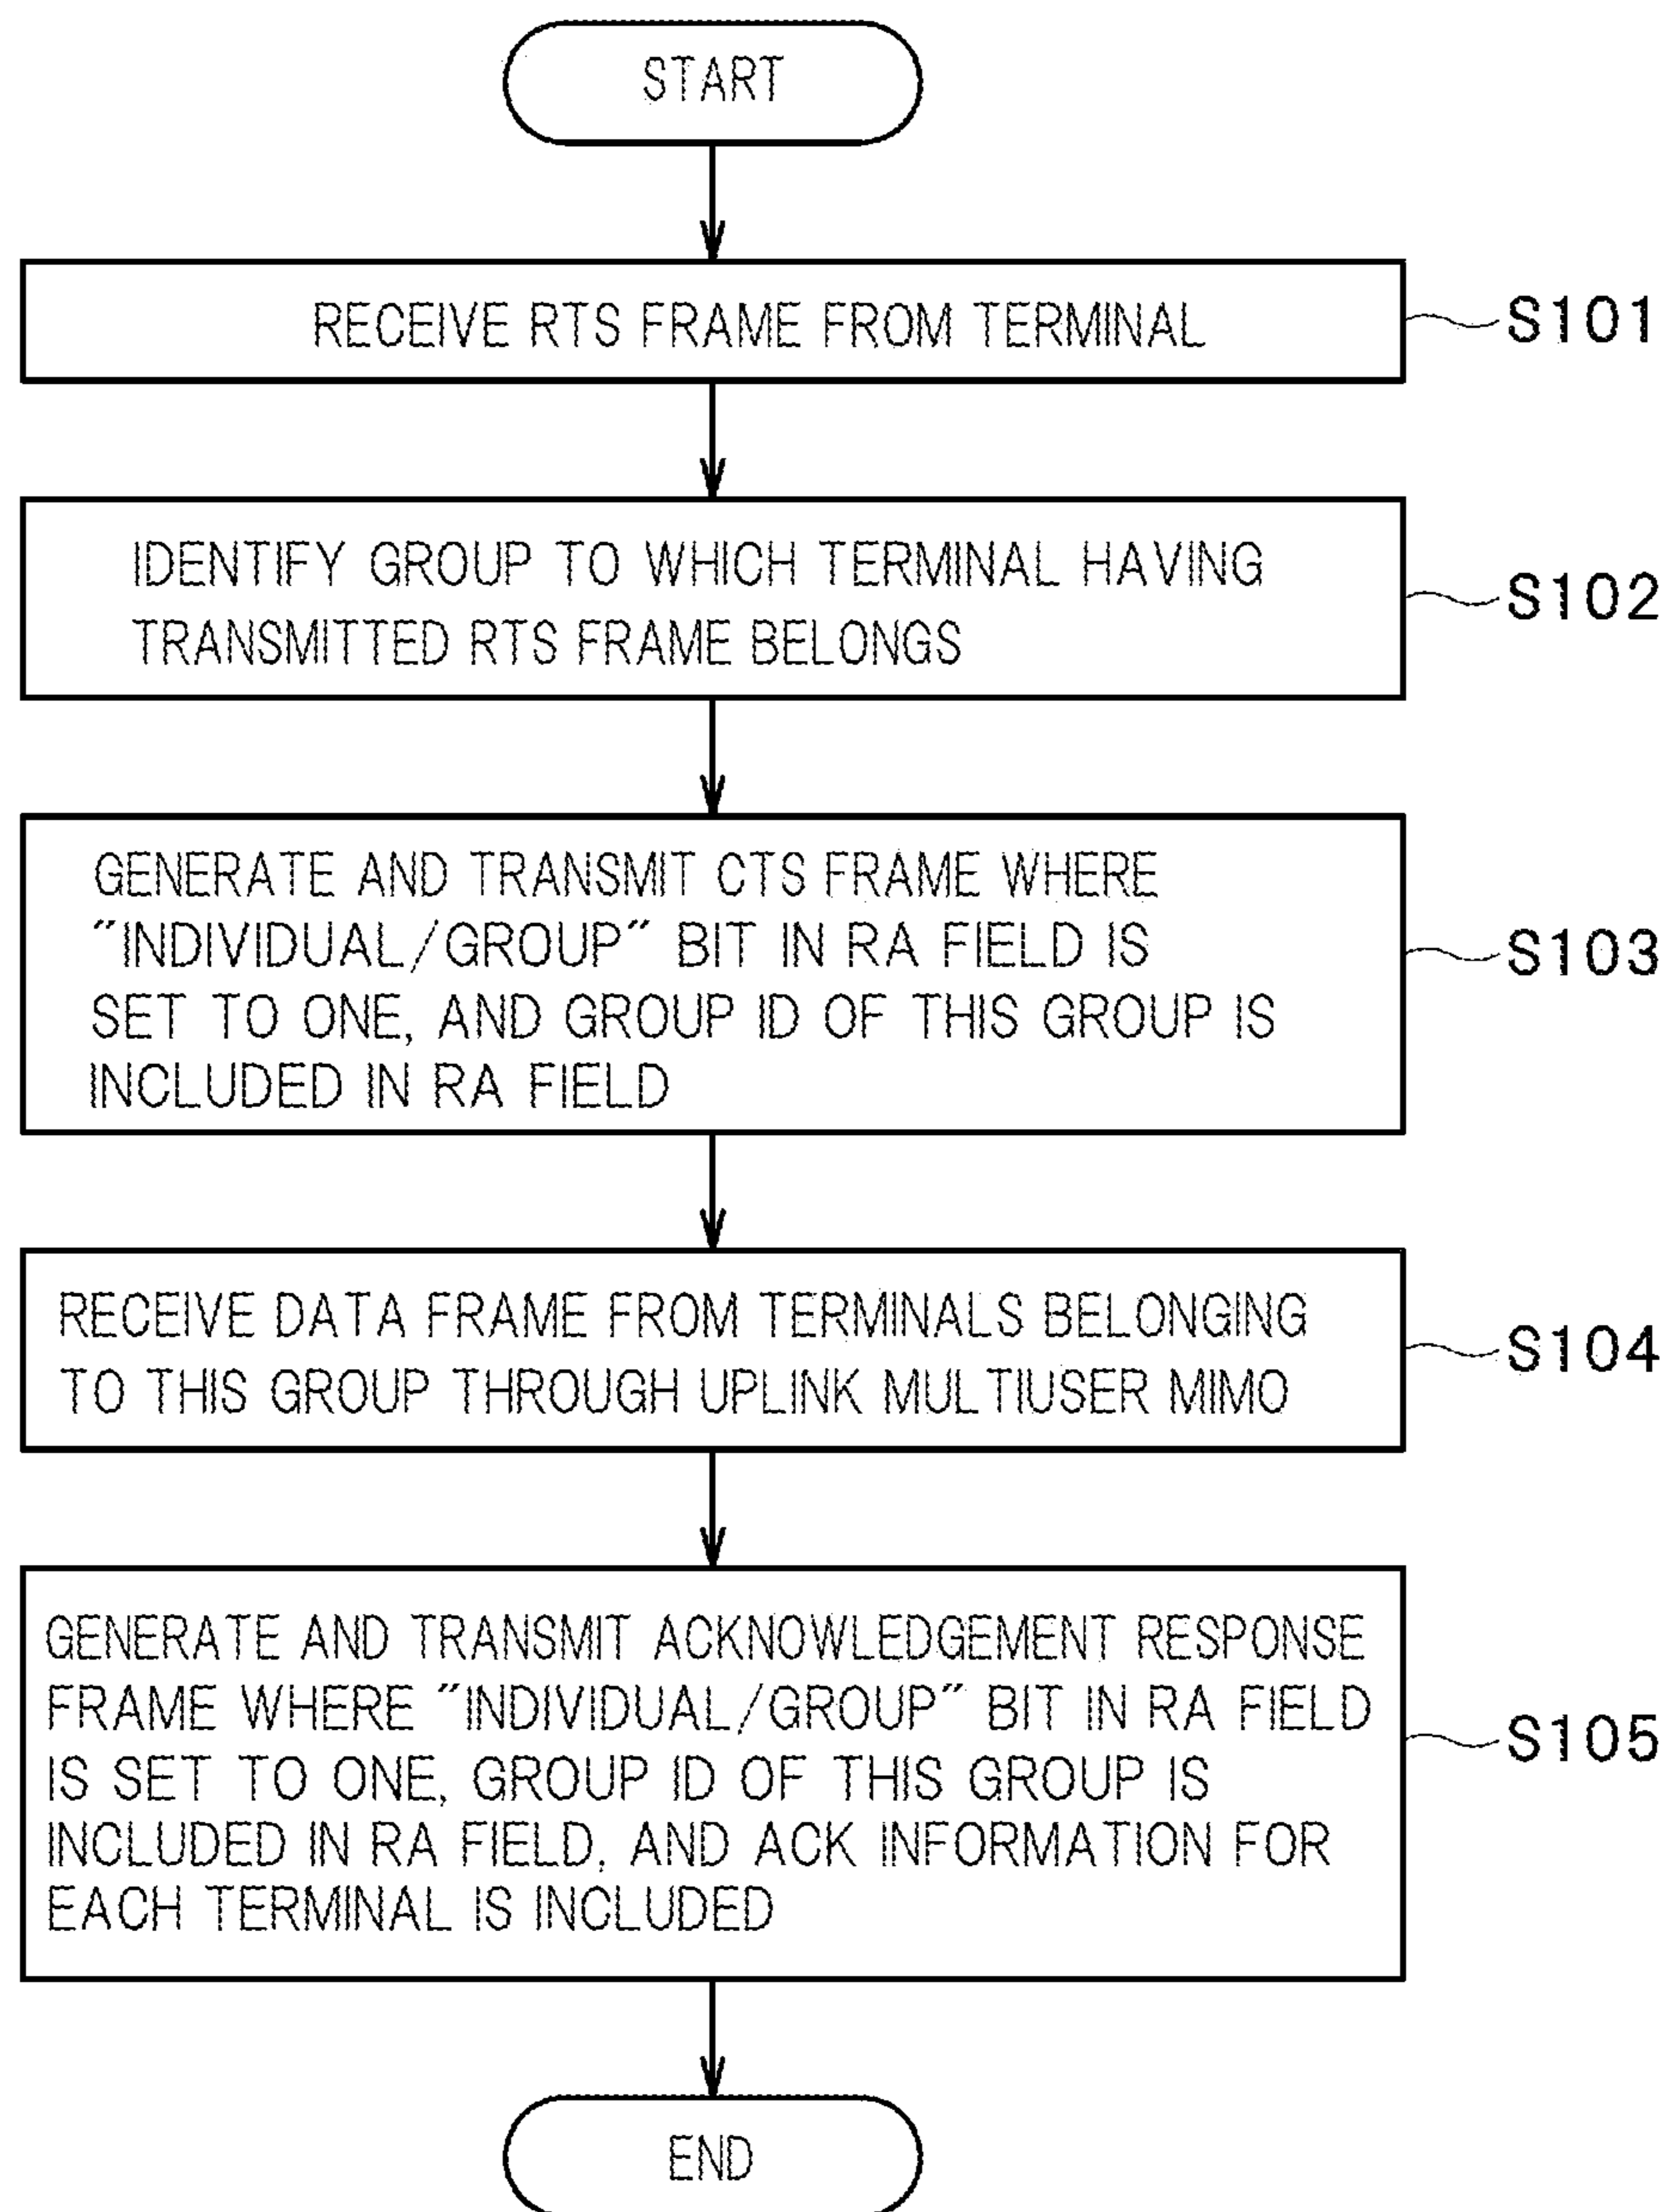 START
RECEIVE RTS FRAME FROM TERMINAL
S101
IDENTIFY GROUP TO WHICH TERMINAL HAVING
TRANSMITTED RTS FRAME BELONGS
S102
GENERATE AND TRANSMIT CTS FRAME WHERE
"INDIVIDUAL/GROUP" BIT IN RA FIELD IS
SET TO ONE, AND GROUP ID OF THIS GROUP IS
INCLUDED IN RA FIELD
S103
RECEIVE DATA FRAME FROM TERMINALS BELONGING
TO THIS GROUP THROUGH UPLINK MULTIUSER MIMO
S104
GENERATE AND TRANSMIT ACKNOWLEDGEMENT RESPONSE
FRAME WHERE "INDIVIDUAL/GROUP" BIT IN RA FIELD
IS SET TO ONE, GROUP ID OF THIS GROUP IS
INCLUDED IN RA FIELD, AND ACK INFORMATION FOR
EACH TERMINAL IS INCLUDED
S105
END